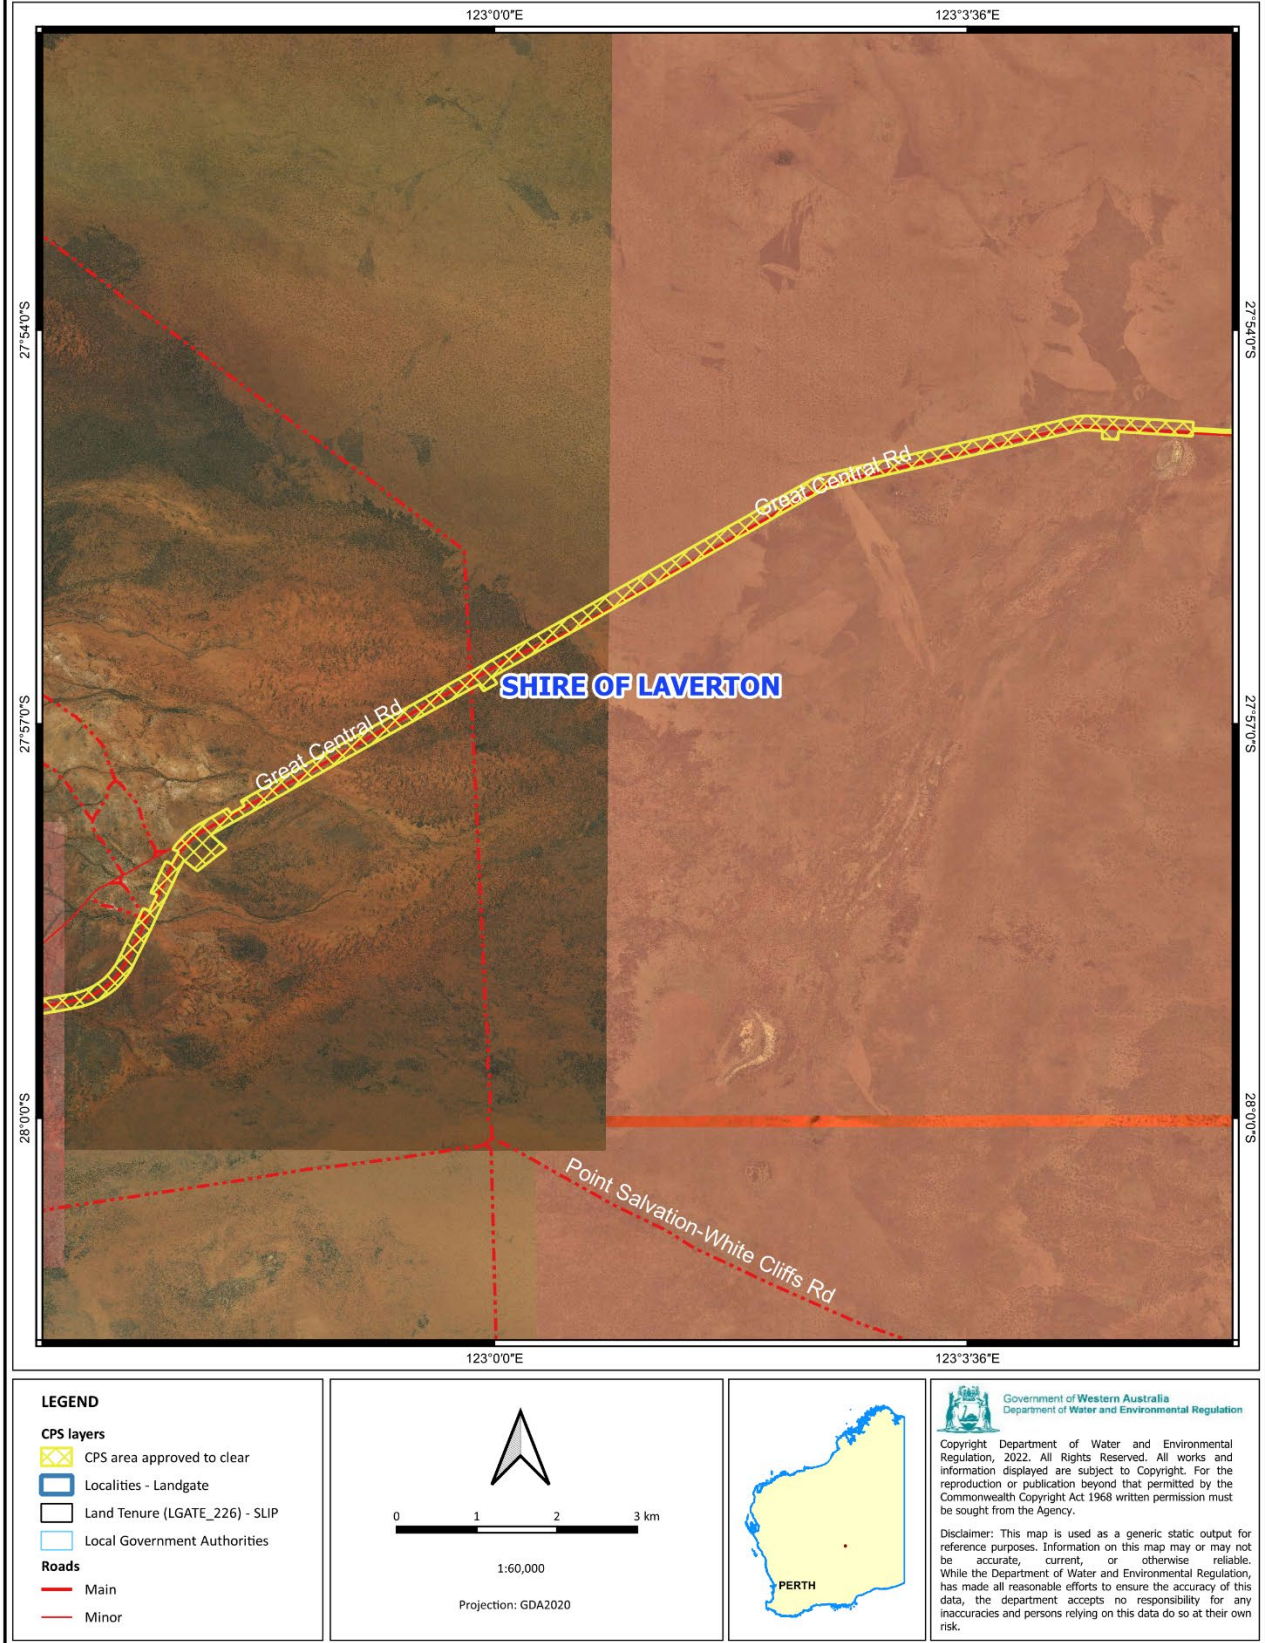 123°0'0"E
123°3'36"E
27°54'0"S
27°54'0"S
Great Central Rd
SHIRE OF LAVERTON
Great Central Rd
27°57'0"S
27°57'0"S
28°0'0"S
28°0'0"S
Point Salvation-White Cliffs Rd
123°0'0"E
123°3'36"E
LEGEND
CPS layers
CPS area approved to clear
Localities - Landgate
Land Tenure (LGATE_226) - SLIP
Local Government Authorities
Roads
Main
Minor
0 1 2 3 km
1:60,000
Projection: GDA2020
PERTH
Government of Western Australia
Department of Water and Environmental Regulation
Copyright Department of Water and Environmental
Regulation, 2022. All Rights Reserved. All works and
information displayed are subject to Copyright. For the
reproduction or publication beyond that permitted by the
Commonwealth Copyright Act 1968 written permission must
be sought from the Agency.
Disclaimer: This map is used as a generic static output for
reference purposes. Information on this map may or may not
be accurate, current, or otherwise reliable.
While the Department of Water and Environmental Regulation,
has made all reasonable efforts to ensure the accuracy of this
data, the department accepts no responsibility for any
inaccuracies and persons relying on this data do so at their own
risk.